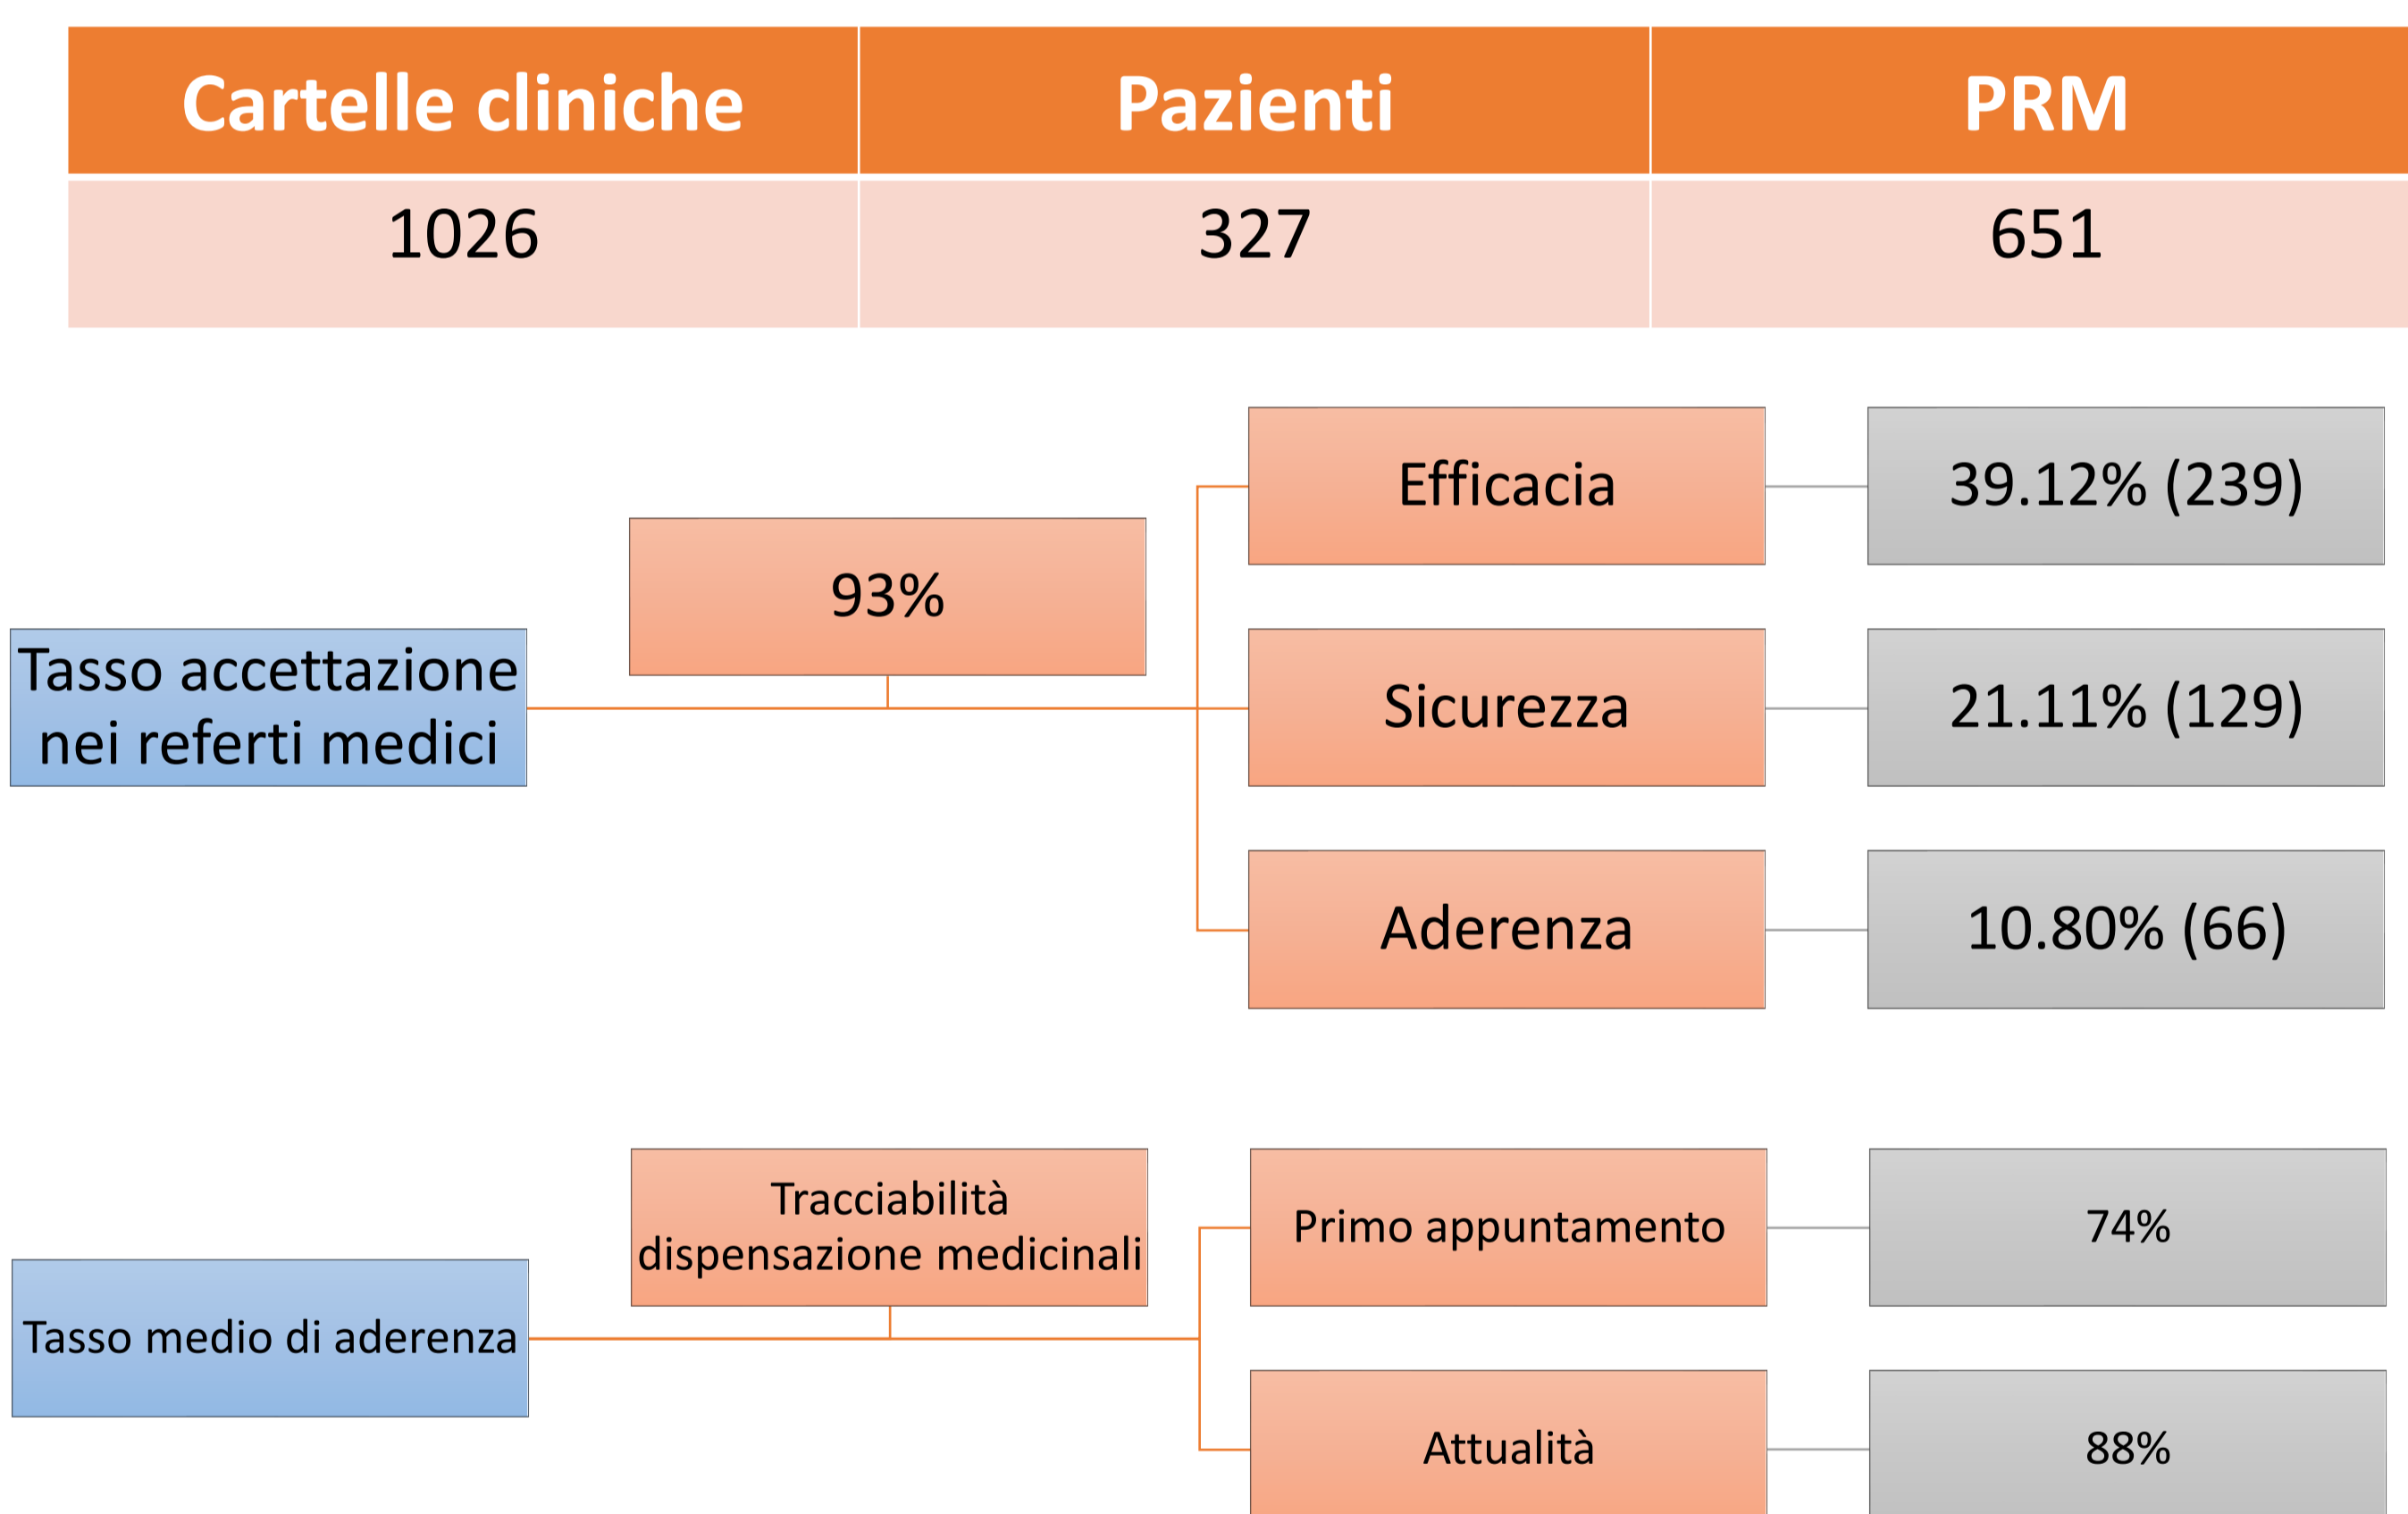 Cartelle cliniche Pazienti PRM
1026 327 651
Efficacia 39.12% (239)
93%
Tasso accettazione
nei referti medici
Sicurezza 21.11% (129)
Aderenza 10.80% (66)
Tracciabilità
dispensazione medicinali
Primo appuntamento 74%
Tasso medio di aderenza
Attualità 88%